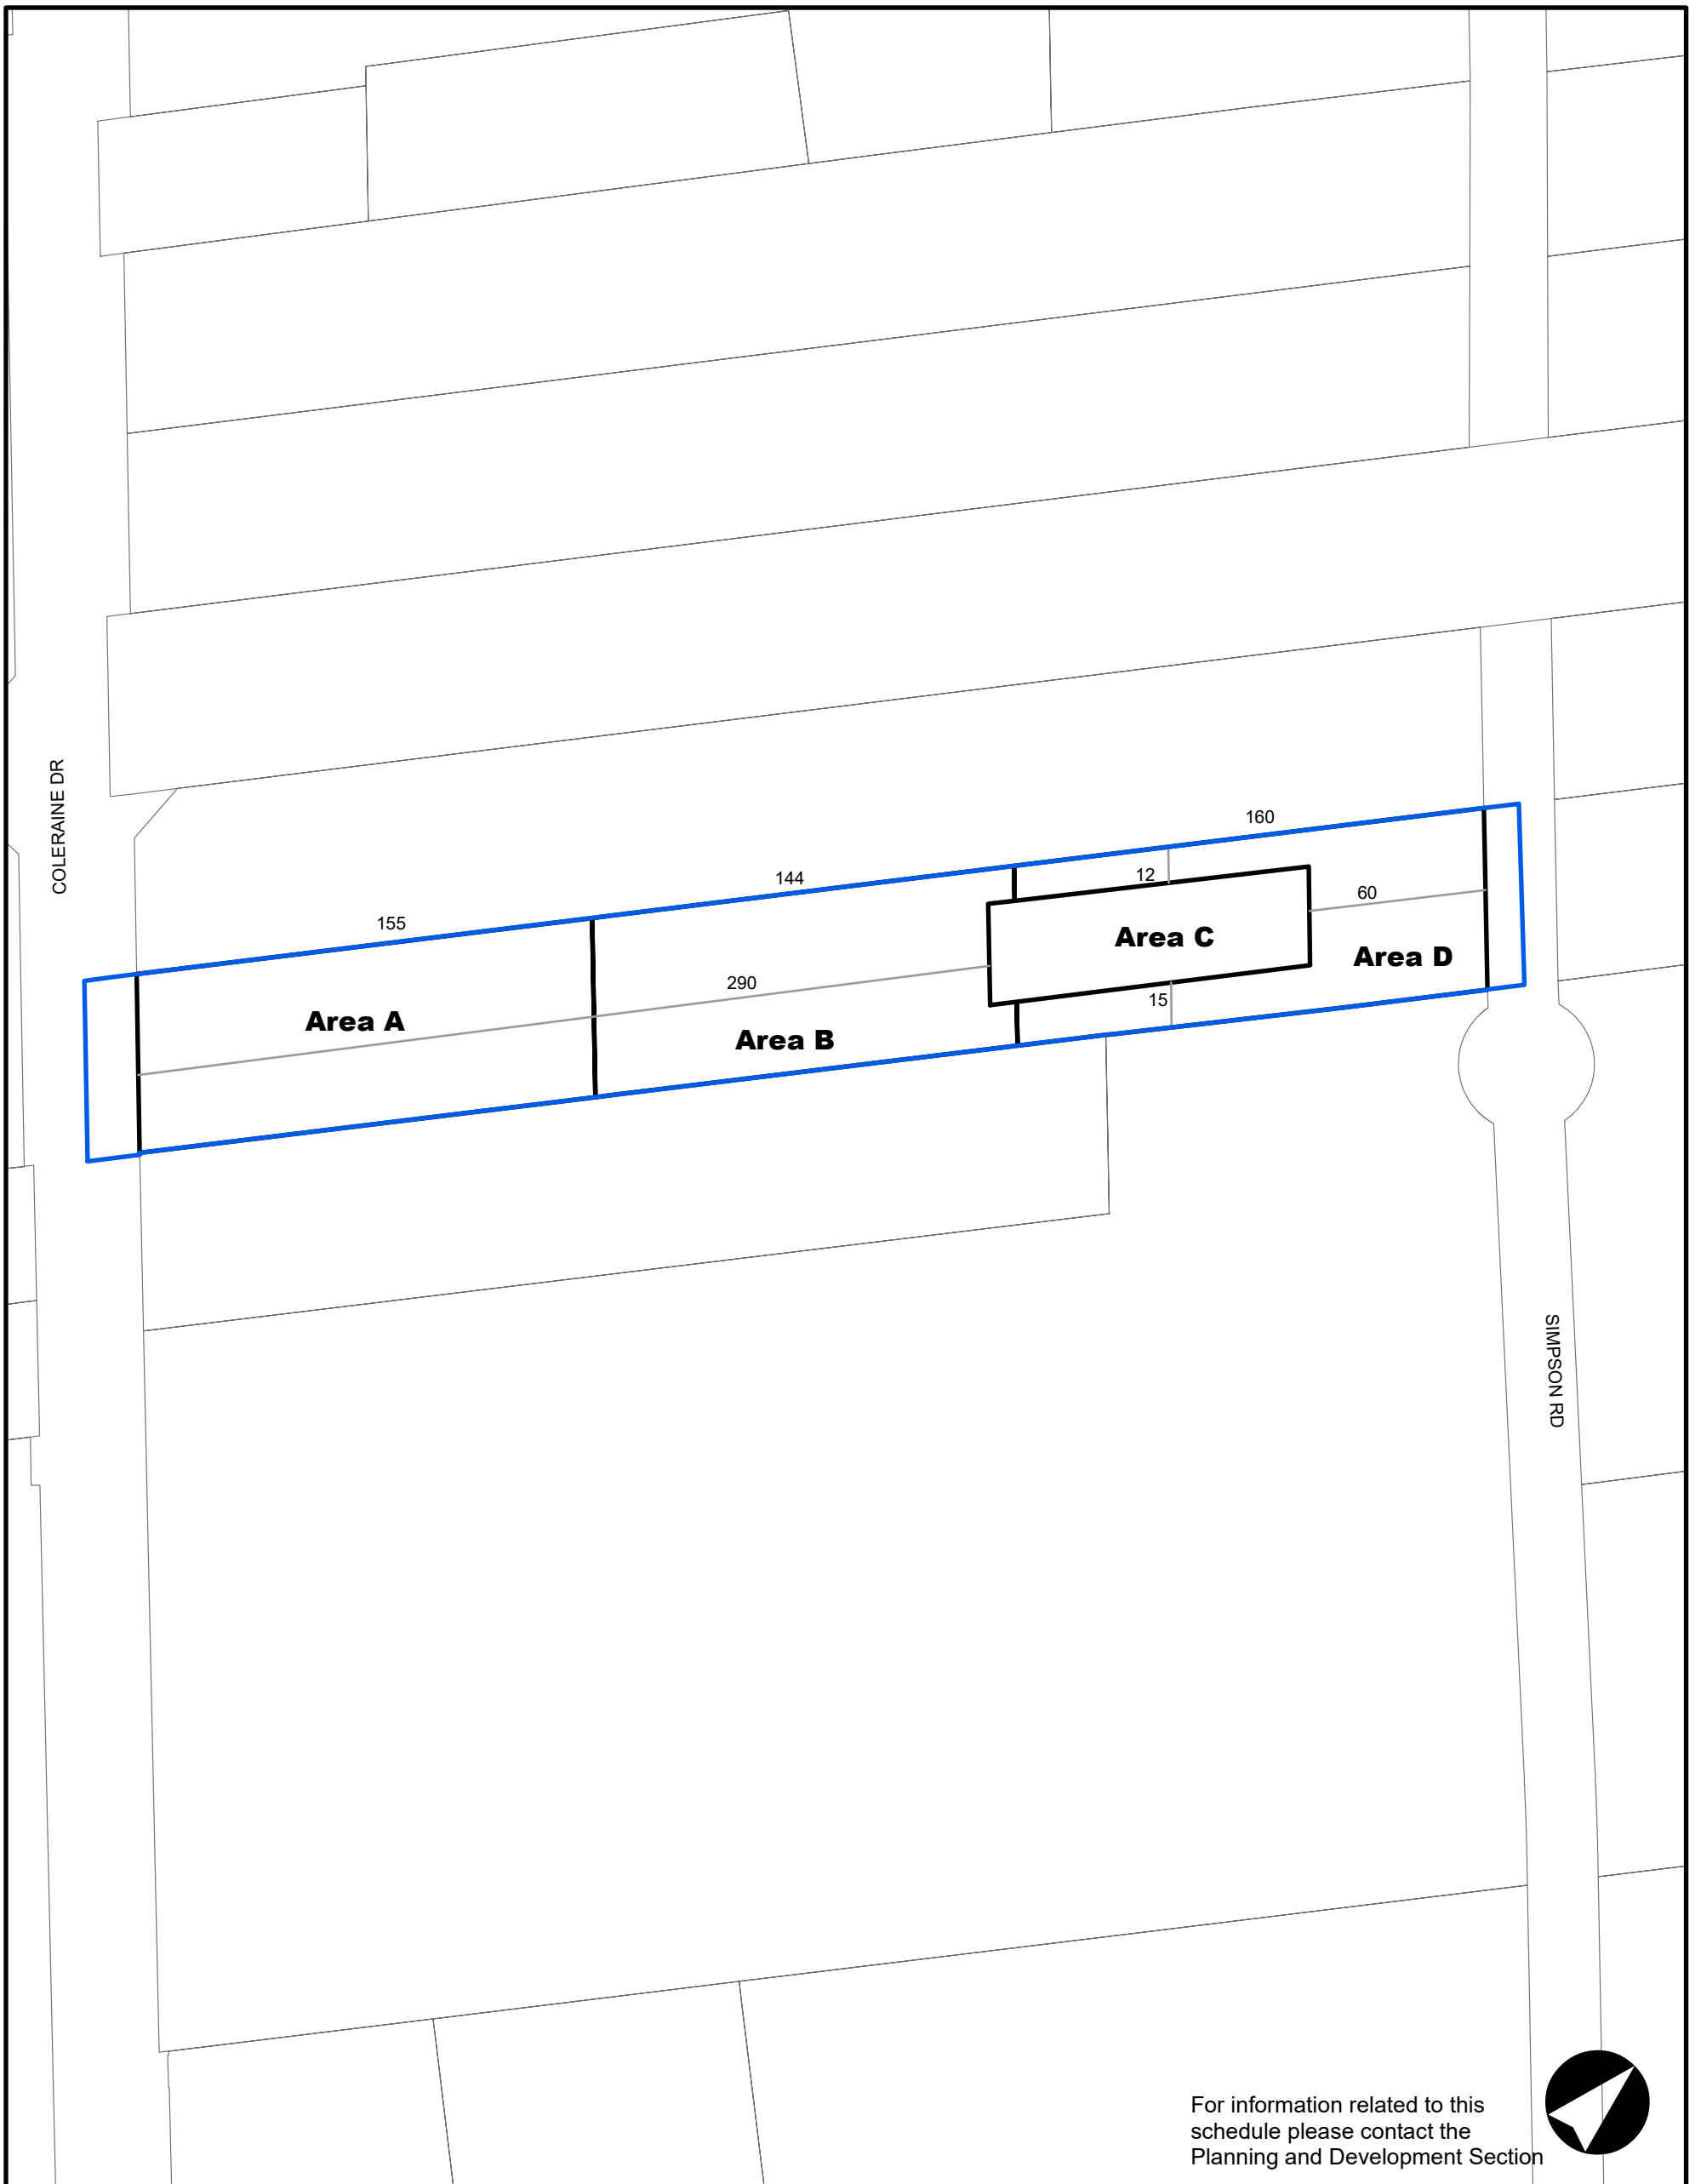 COLERAINE DR
160
144
12
60
155
Area C
Area D
290
15
Area A
Area B
SIMPSON RD
For information related to this
schedule please contact the
Planning and Development Section